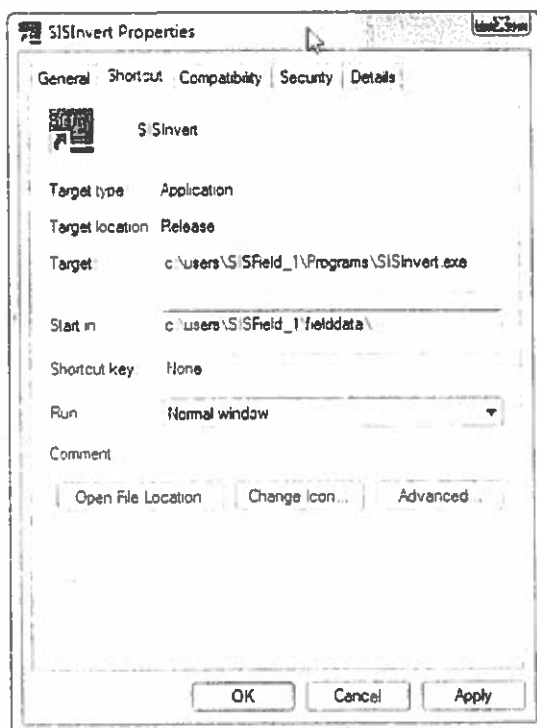 SISInvert Properties
General Shortcut Compatibility Security Details
SISInvert
Target type Application
Target location Release
Target: c:\users\SISField_1\Programs\SISInvert.exe
Start in c:\users\SISField_1\fielddata\
Shortcut key None
Run Normal window
Comment
Open File Location Change Icon... Advanced...
OK Cancel Apply